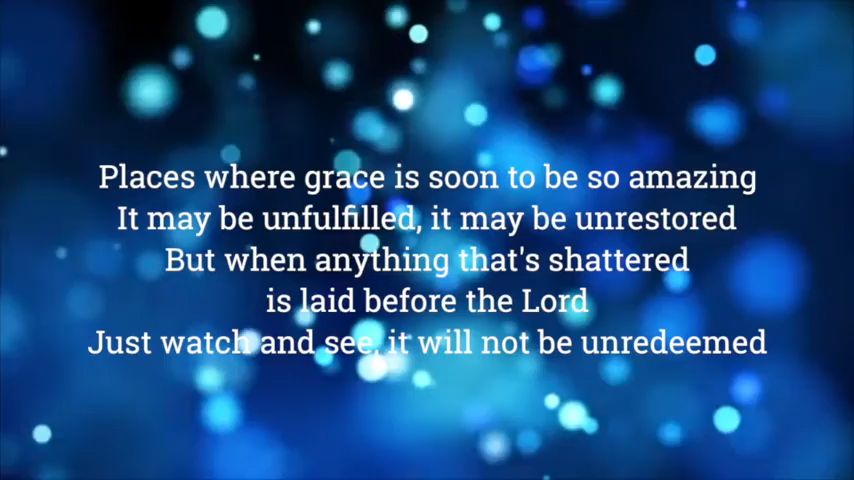 Places where grace is soon to be so amazing
It may be unfulfilled, it may be unrestored
But when anything that's shattered
is laid before the Lord
Just watch and see, it will not be unredeemed